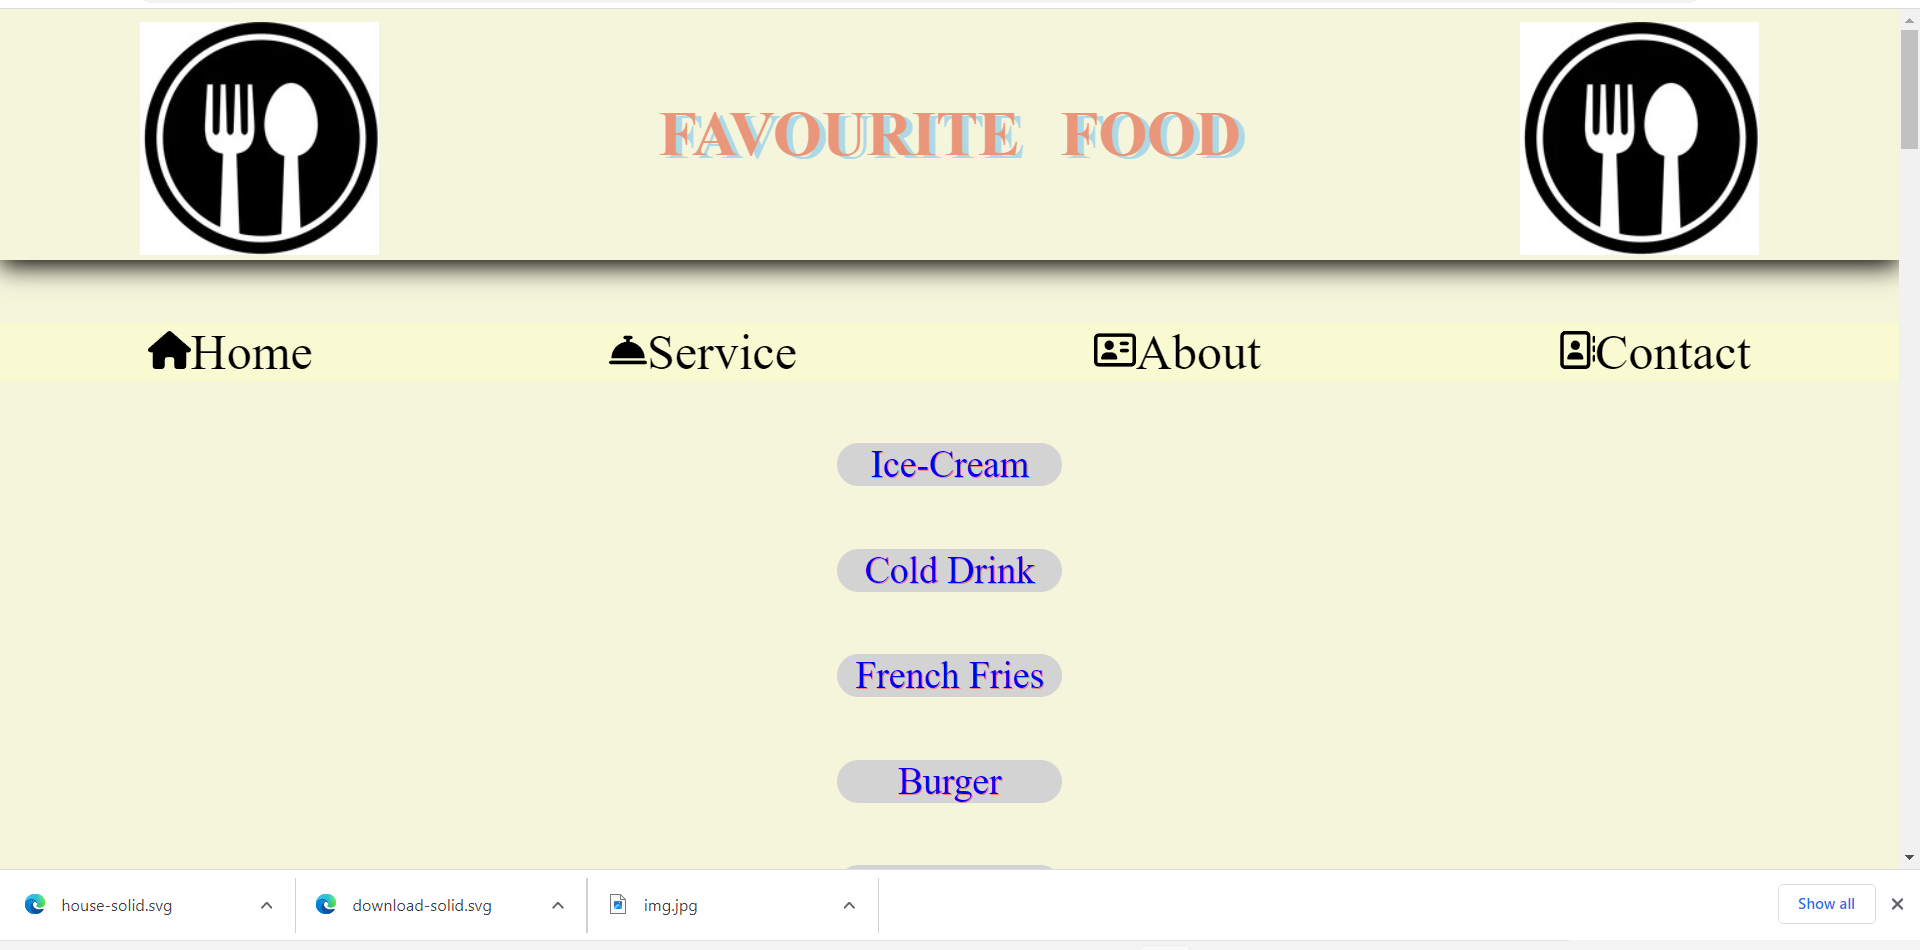 FAVOURITE FOOD
Home Service About Contact
Ice-Cream
Cold Drink
French Fries
Burger
house-solid.svg download-solid.svg img.jpg Show all